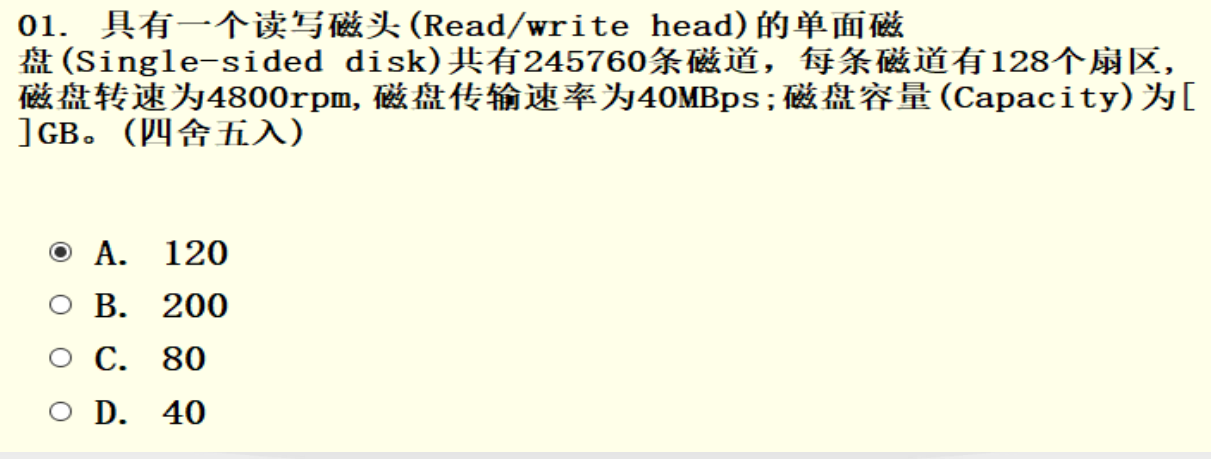 01. 具有一个读写磁头(Read/write head)的单面磁
盘(Single-sided disk)共有245760条磁道，每条磁道有128个扇区,
磁盘转速为4800rpm,磁盘传输速率为40MBps;磁盘容量(Capacity)为[
]GB。(四舍五入)
A. 120
B. 200
C. 80
D. 40